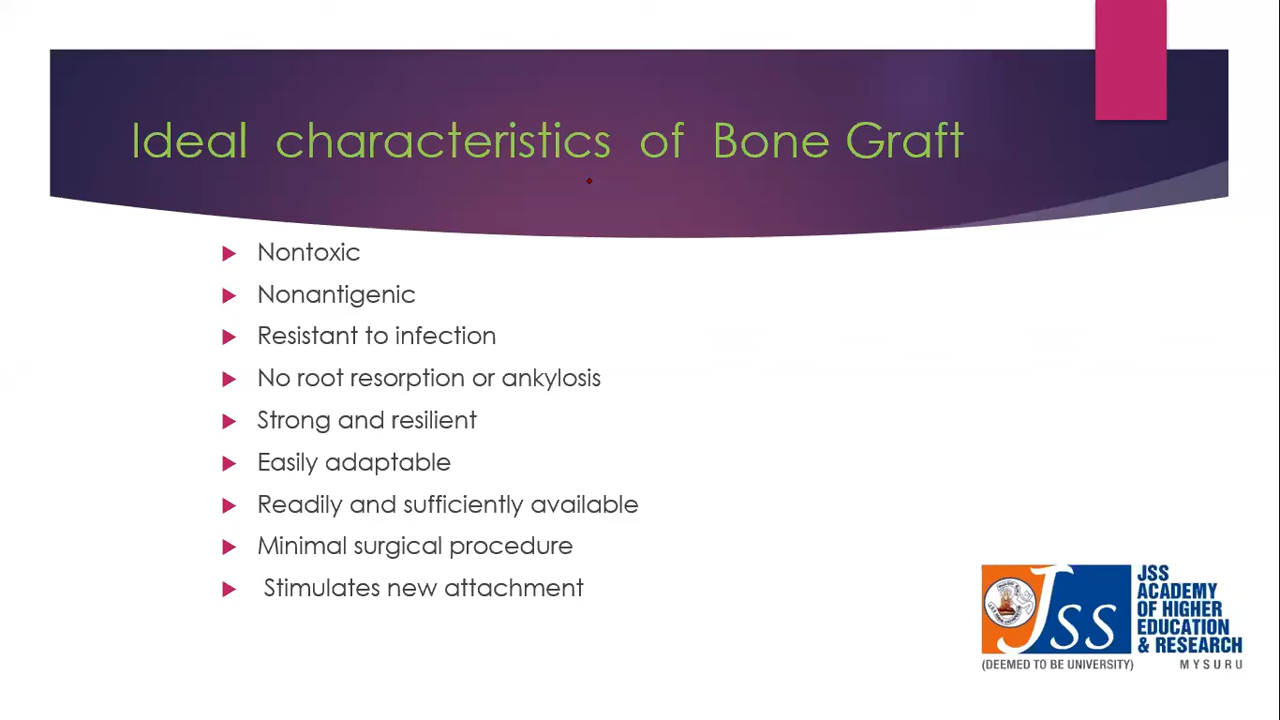 Ideal characteristics of Bone Graft
Nontoxic
Nonantigenic
Resistant to infection
No root resorption or ankylosis
Strong and resilient
Easily adaptable
Readily and sufficiently available
Minimal surgical procedure
Stimulates new attachment
JSS
JSS
ACADEMY
OF HIGHER
EDUCATION
& RESEARCH
(DEEMED TO BE UNIVERSITY) MYSURU